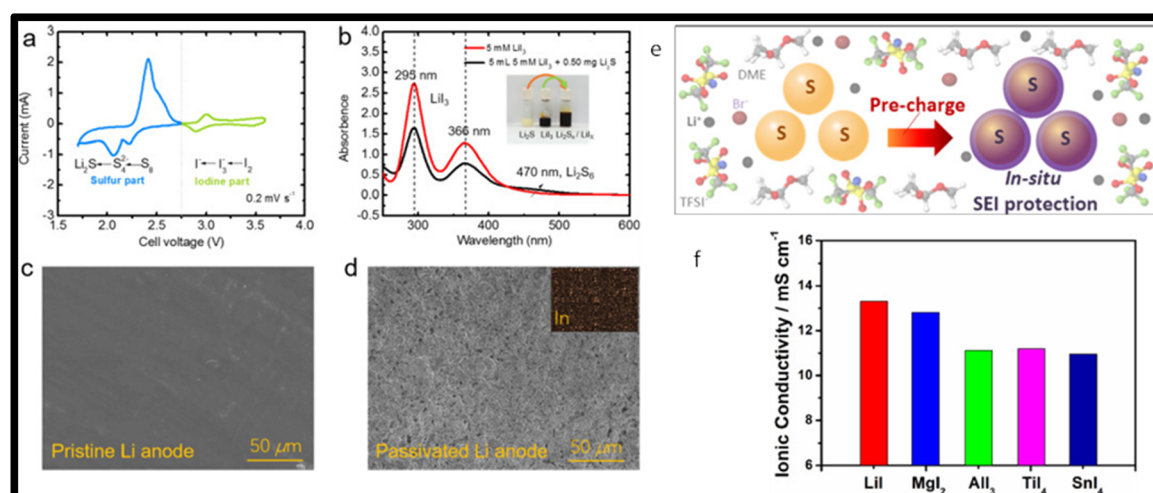 a
Current (mA)
3
2
1
0
-1
-2
-3
Li₂S ← S₄²⁻ ← S₈
Sulfur part
I⁻ ← I₃⁻ ← I₂
Iodine part
0.2 mV s⁻¹
1.5 2.0 2.5 3.0 3.5 4.0
Cell voltage (V)
b
Absorbence
4.5
4.0
3.5
3.0
2.5
2.0
1.5
1.0
0.5
0.0
5 mM LiI₃
5 mL 5 mM LiI₃ + 0.50 mg Li₂S
295 nm
LiI₃
366 nm
Li₂S LiI₃
470 nm, Li₂S₆
300 400 500 600
Wavelength (nm)
c
Pristine Li anode
50 μm
d
In
Passivated Li anode
50 μm
e
DME
Br⁻
Li⁺
TFSI⁻
S
S
S
Pre-charge
S
S
S
In-situ
SEI protection
f
Ionic Conductivity / mS cm⁻¹
16
14
12
10
8
6
LiI MgI₂ AlI₃ TiI₄ SnI₄